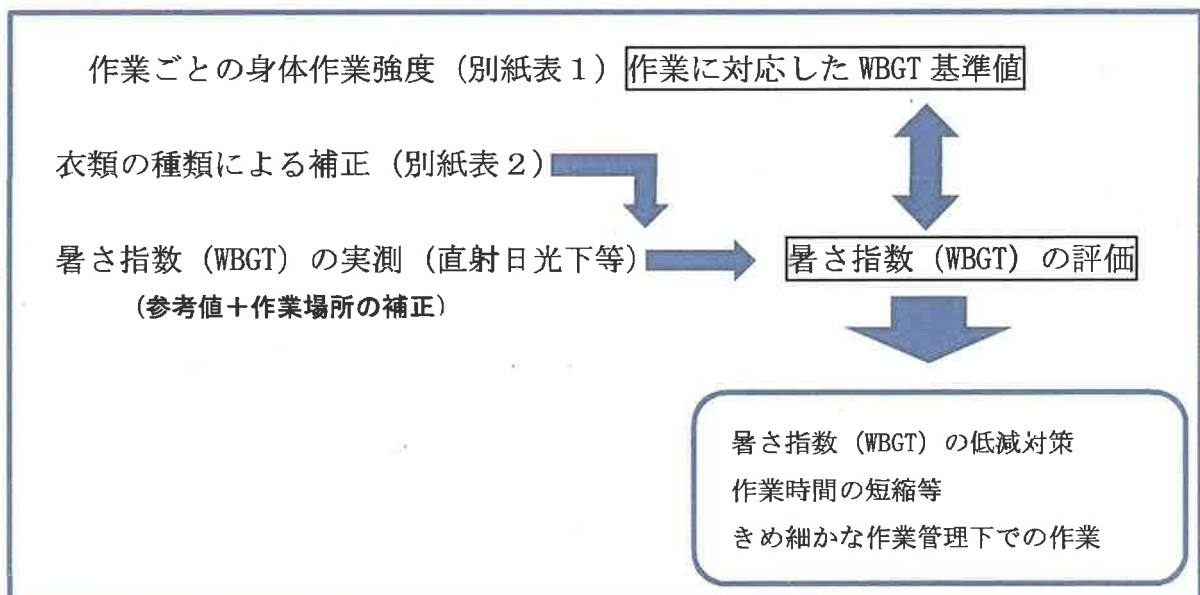 作業ごとの身体作業強度（別紙表１）作業に対応した WBGT 基準値
衣類の種類による補正（別紙表２）
暑さ指数（WBGT）の実測（直射日光下等） 暑さ指数（WBGT）の評価
（参考値＋作業場所の補正）
暑さ指数（WBGT）の低減対策
作業時間の短縮等
きめ細かな作業管理下での作業